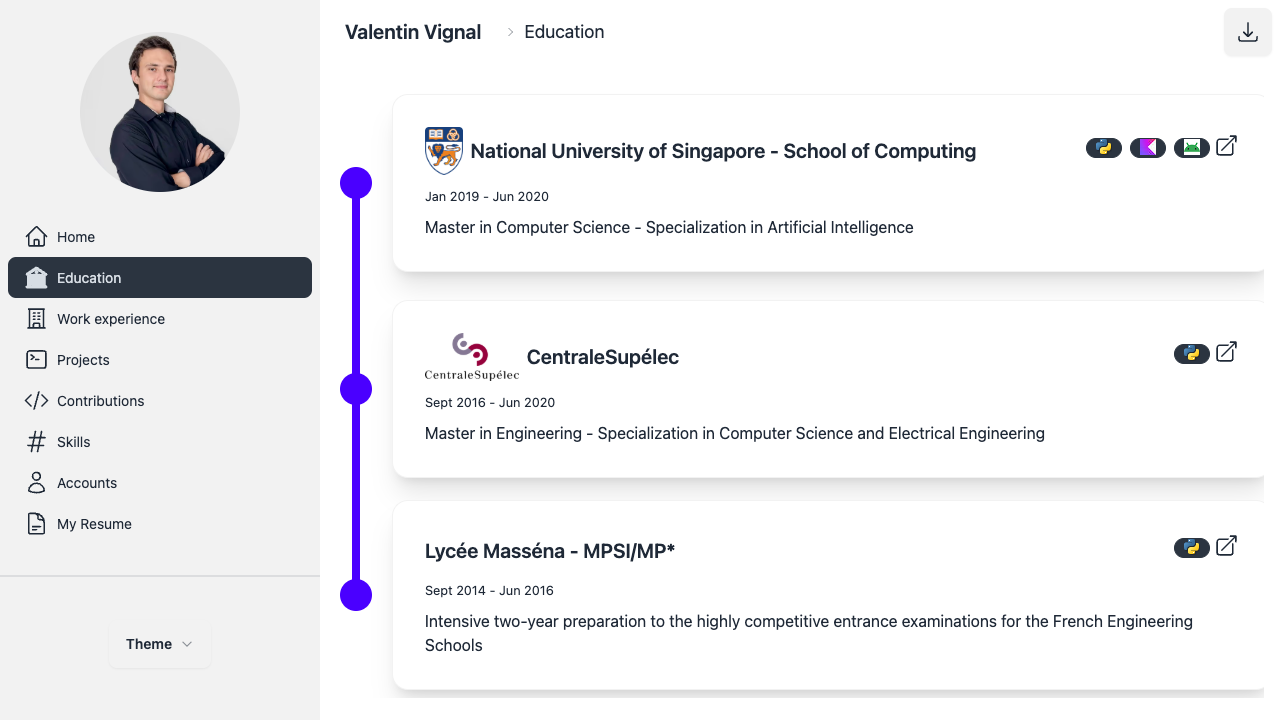 Valentin Vignal
Education
Home
Education
Work experience
Projects
Contributions
Skills
Accounts
My Resume
Theme
National University of Singapore - School of Computing
Jan 2019 - Jun 2020
Master in Computer Science - Specialization in Artificial Intelligence
CentraleSupélec
CentraleSupélec
Sept 2016 - Jun 2020
Master in Engineering - Specialization in Computer Science and Electrical Engineering
Lycée Masséna - MPSI/MP*
Sept 2014 - Jun 2016
Intensive two-year preparation to the highly competitive entrance examinations for the French Engineering
Schools